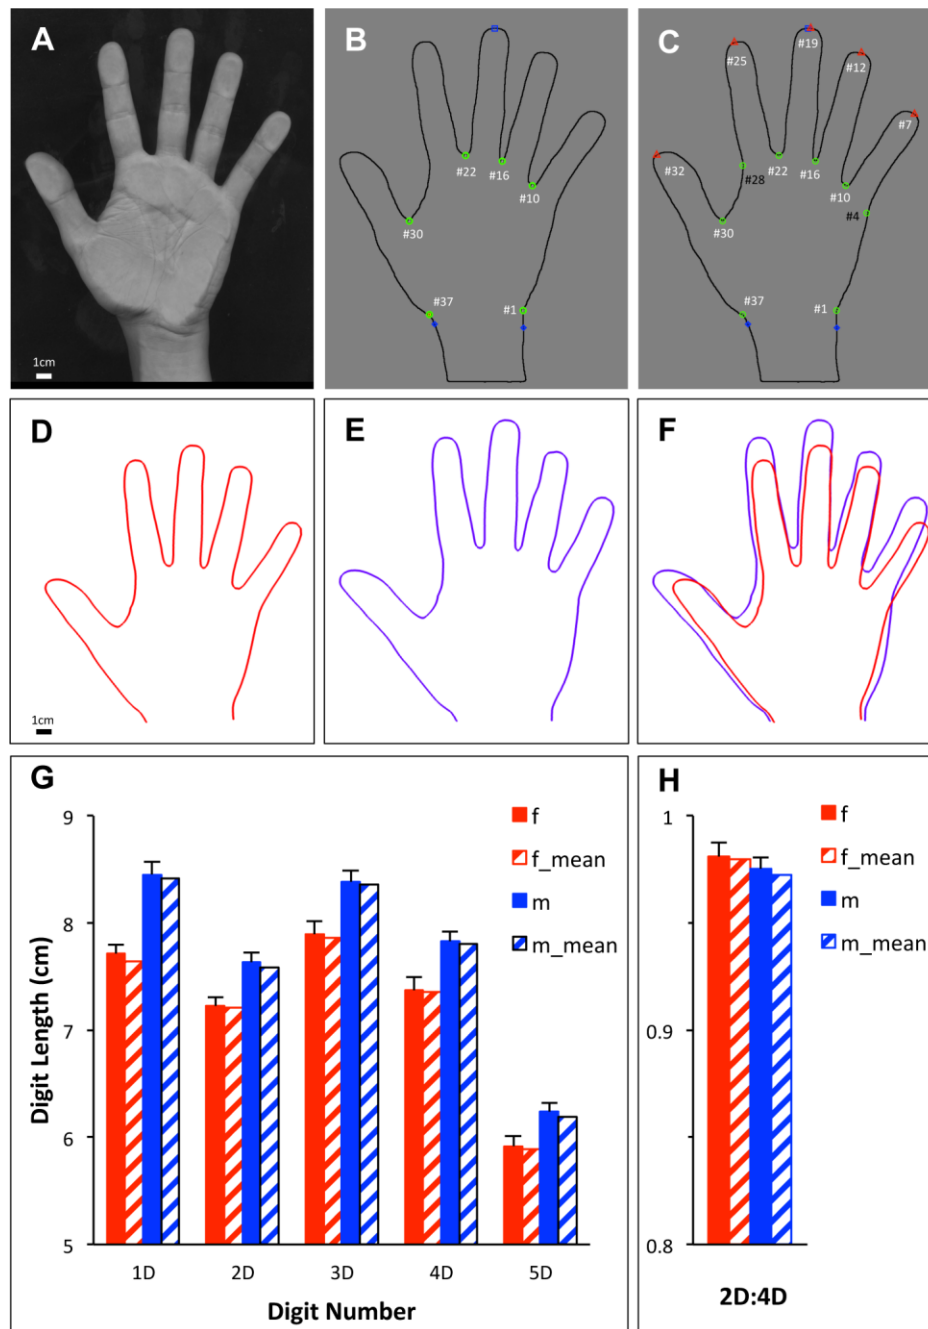 A
1cm
B
#22
#16
#10
#30
#37
#1
C
#25
#19
#12
#7
#32
#28
#22
#16
#10
#4
#30
#37
#1
D
1cm
E
F
G
9
8
7
6
5
Digit Length (cm)
f
f_mean
m
m_mean
1D 2D 3D 4D 5D
Digit Number
H
1
0.9
0.8
f
f_mean
m
m_mean
2D:4D